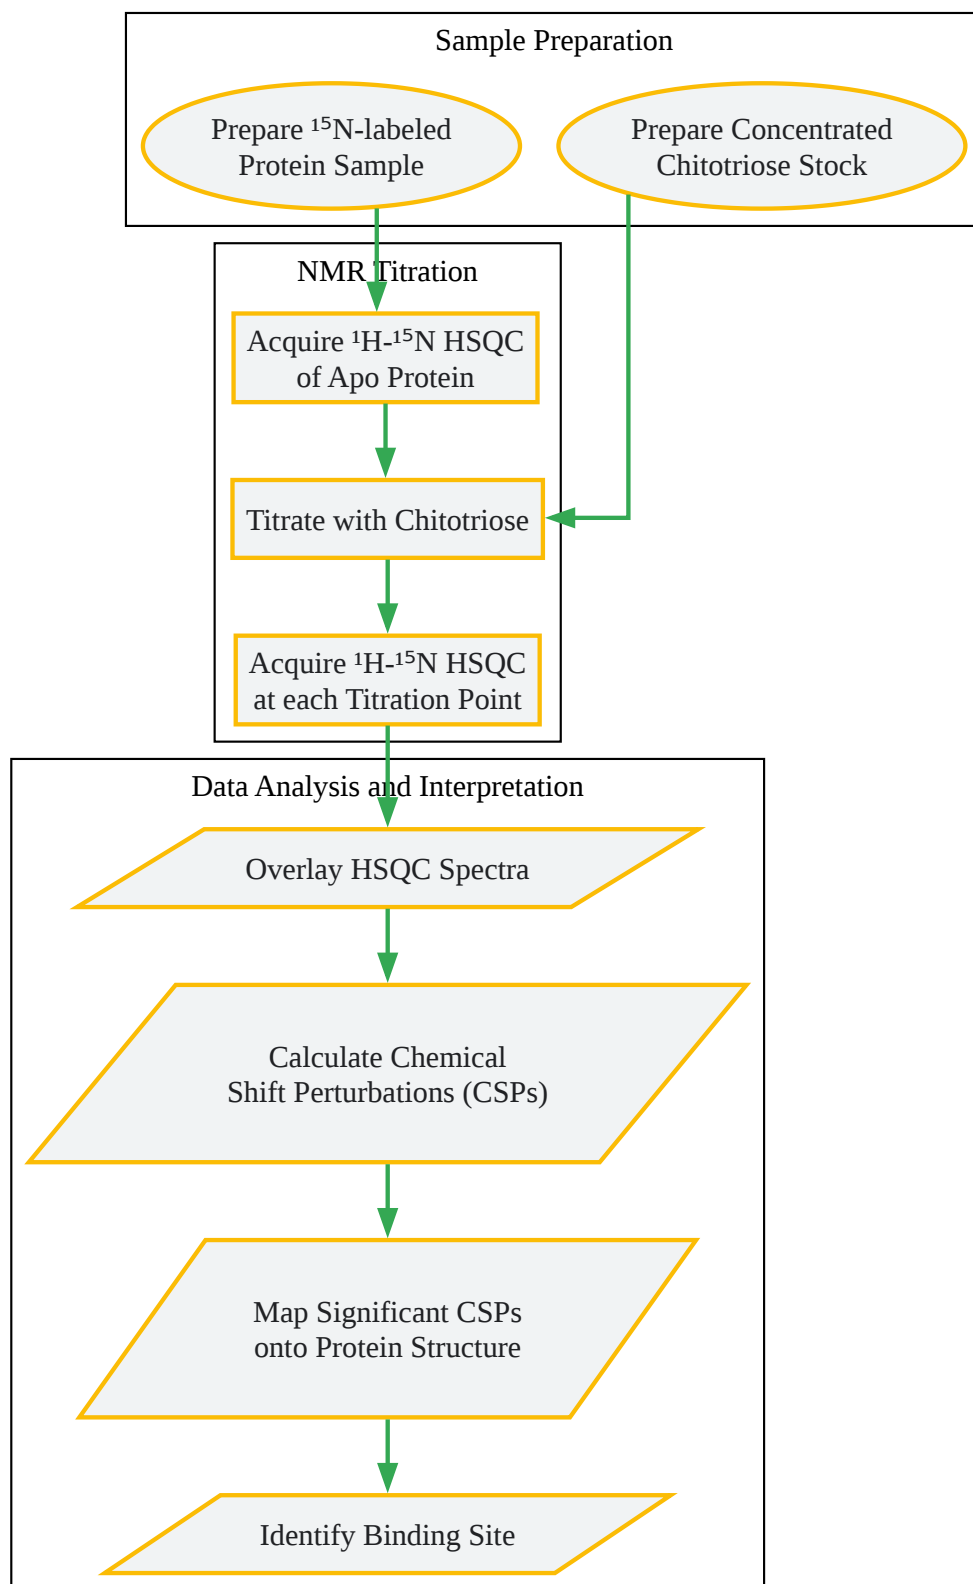 Sample Preparation
Prepare ¹⁵N-labeled
Protein Sample
Prepare Concentrated
Chitotriose Stock
NMR Titration
Acquire ¹H-¹⁵N HSQC
of Apo Protein
Titrate with Chitotriose
Acquire ¹H-¹⁵N HSQC
at each Titration Point
Data Analysis and Interpretation
Overlay HSQC Spectra
Calculate Chemical
Shift Perturbations (CSPs)
Map Significant CSPs
onto Protein Structure
Identify Binding Site